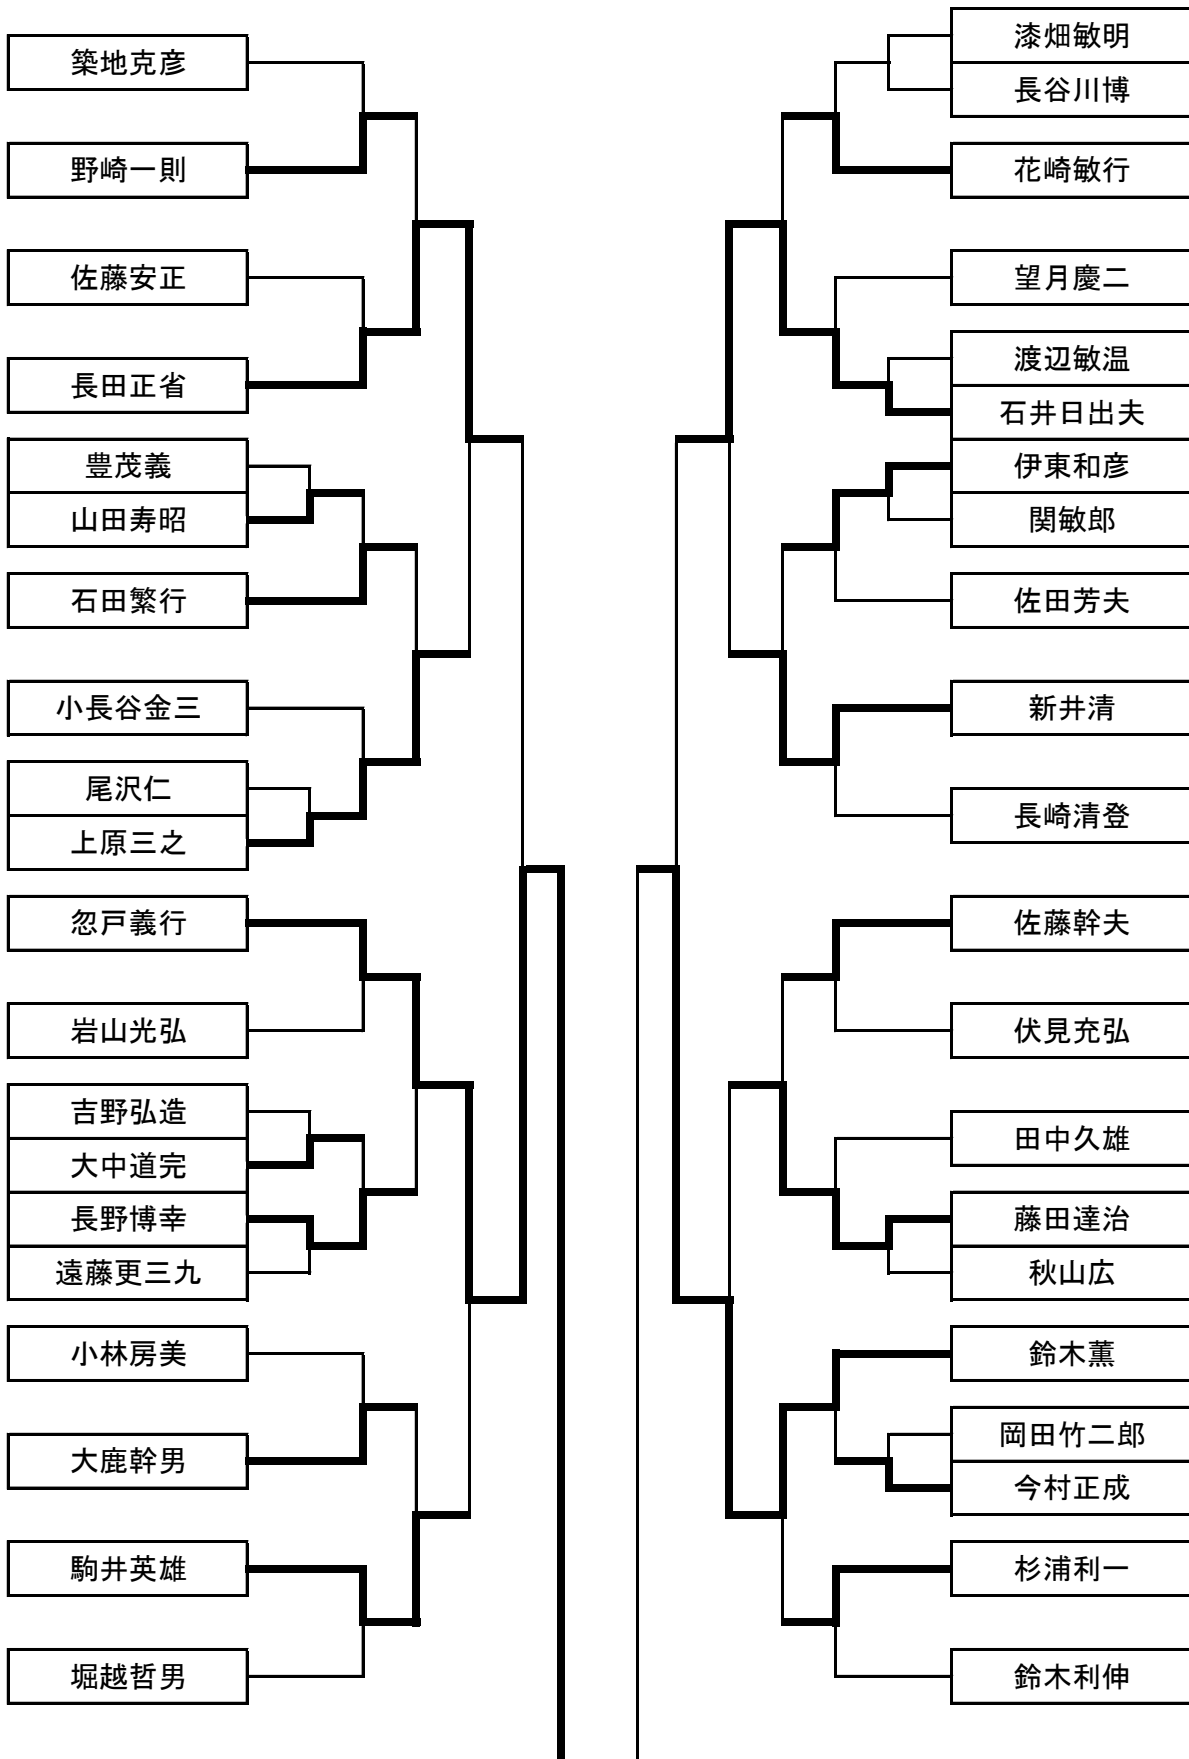 築地克彦
野崎一則
佐藤安正
長田正省
豊茂義
山田寿昭
石田繁行
小長谷金三
尾沢仁
上原三之
忽戸義行
岩山光弘
吉野弘造
大中道完
長野博幸
遠藤更三九
小林房美
大鹿幹男
駒井英雄
堀越哲男
漆畑敏明
長谷川博
花崎敏行
望月慶二
渡辺敏温
石井日出夫
伊東和彦
関敏郎
佐田芳夫
新井清
長崎清登
佐藤幹夫
伏見充弘
田中久雄
藤田達治
秋山広
鈴木薫
岡田竹二郎
今村正成
杉浦利一
鈴木利伸